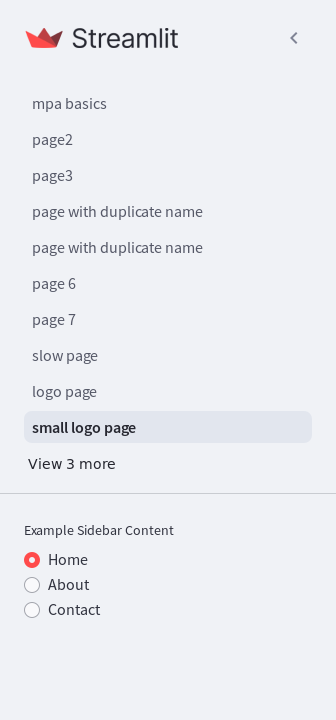 Streamlit
mpa basics
page2
page3
page with duplicate name
page with duplicate name
page 6
page 7
slow page
logo page
small logo page
View 3 more
Example Sidebar Content
Home
About
Contact